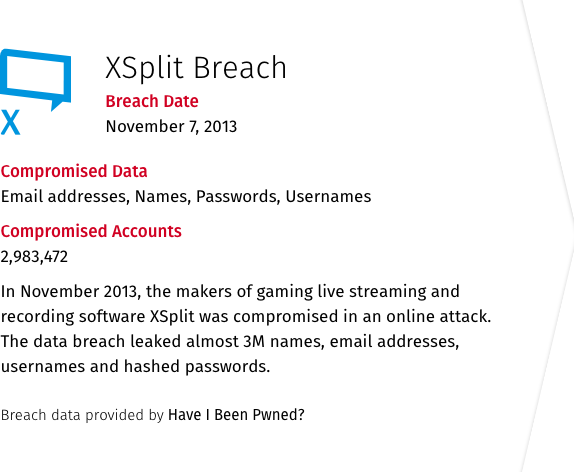 XSplit Breach
Breach Date
November 7, 2013
X
Compromised Data
Email addresses, Names, Passwords, Usernames
Compromised Accounts
2,983,472
In November 2013, the makers of gaming live streaming and
recording software XSplit was compromised in an online attack.
The data breach leaked almost 3M names, email addresses,
usernames and hashed passwords.
Breach data provided by Have I Been Pwned?